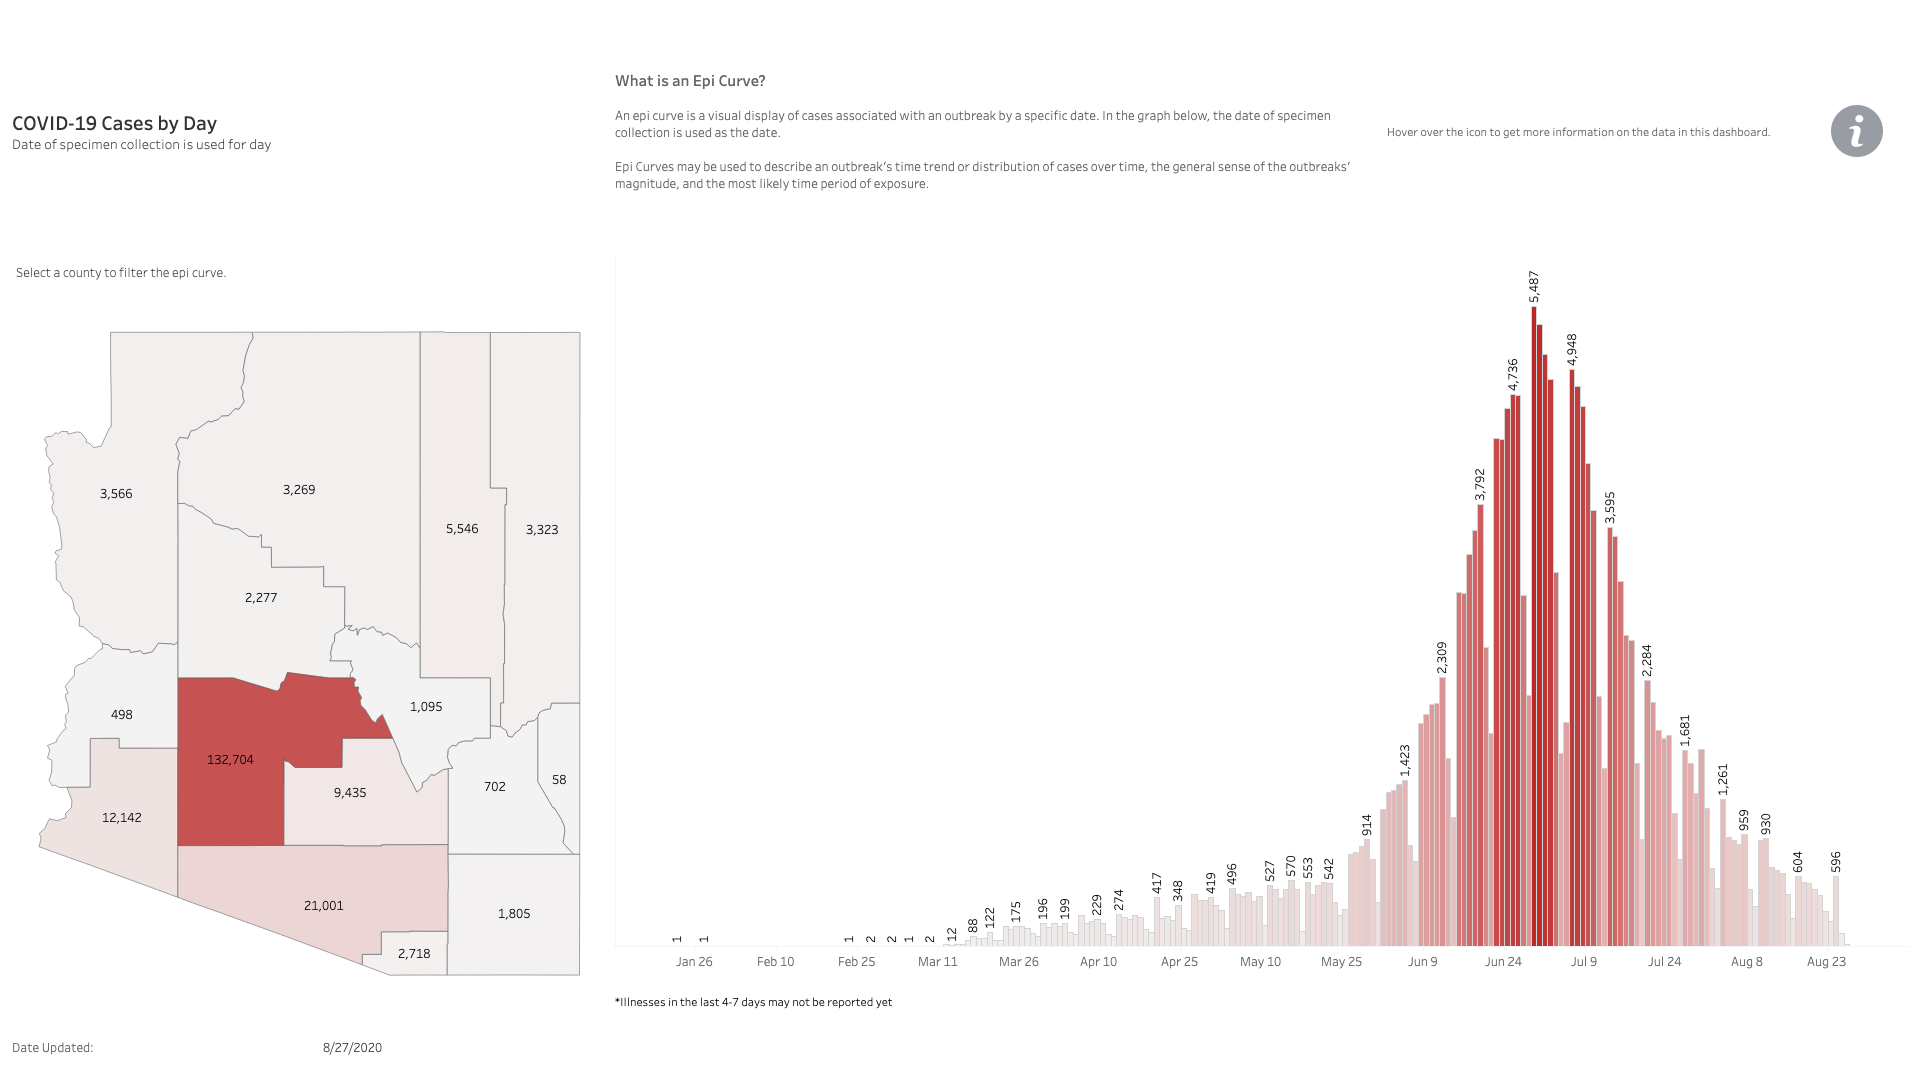 What is an Epi Curve?
COVID-19 Cases by Day
Date of specimen collection is used for day
An epi curve is a visual display of cases associated with an outbreak by a specific date. In the graph below, the date of specimen
collection is used as the date.
Epi Curves may be used to describe an outbreak's time trend or distribution of cases over time, the general sense of the outbreaks'
magnitude, and the most likely time period of exposure.
Hover over the icon to get more information on the data in this dashboard.
i
Select a county to filter the epi curve.
3,566
3,269
5,546
3,323
2,277
498
1,095
132,704
58
702
9,435
12,142
21,001
1,805
2,718
1
1
1
2
2
1
2
12
88
122
175
196
199
229
274
417
348
419
496
527
570
553
542
914
1,423
2,309
3,792
4,736
5,487
4,948
3,595
2,284
1,681
1,261
959
930
604
596
Jan 26
Feb 10
Feb 25
Mar 11
Mar 26
Apr 10
Apr 25
May 10
May 25
Jun 9
Jun 24
Jul 9
Jul 24
Aug 8
Aug 23
*Illnesses in the last 4-7 days may not be reported yet
Date Updated: 8/27/2020